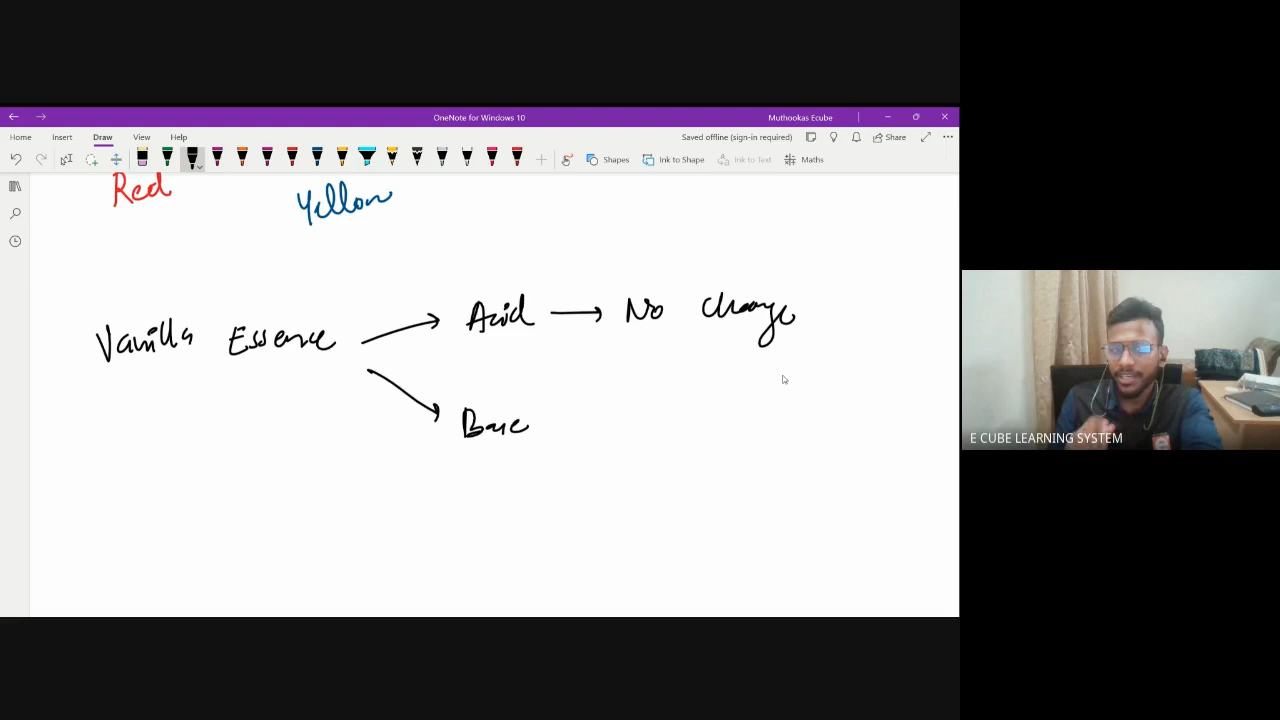 OneNote for Windows 10
Muthookas Ecube
Home Insert Draw View Help
Saved offline (sign-in required)
Share
Shapes
Ink to Shape
Ink to Text
Maths
Red
Yellow
Vanilla Essence
Acid → No change
Base
E CUBE LEARNING SYSTEM